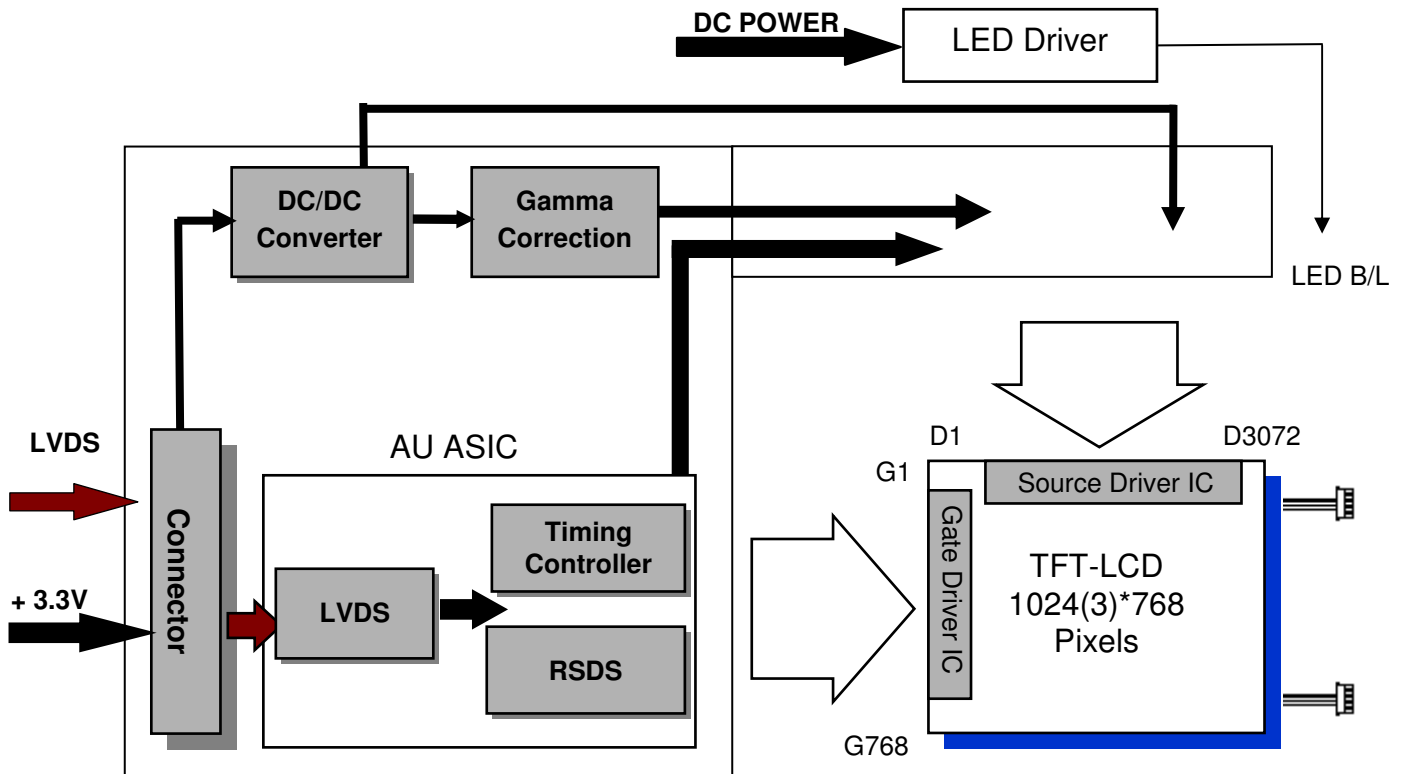 DC POWER
LED Driver
DC/DC
Converter
Gamma
Correction
LED B/L
LVDS
AU ASIC
D1
D3072
G1
Source Driver IC
Connector
Timing
Controller
Gate Driver IC
TFT-LCD
1024(3)*768
Pixels
+ 3.3V
LVDS
RSDS
G768